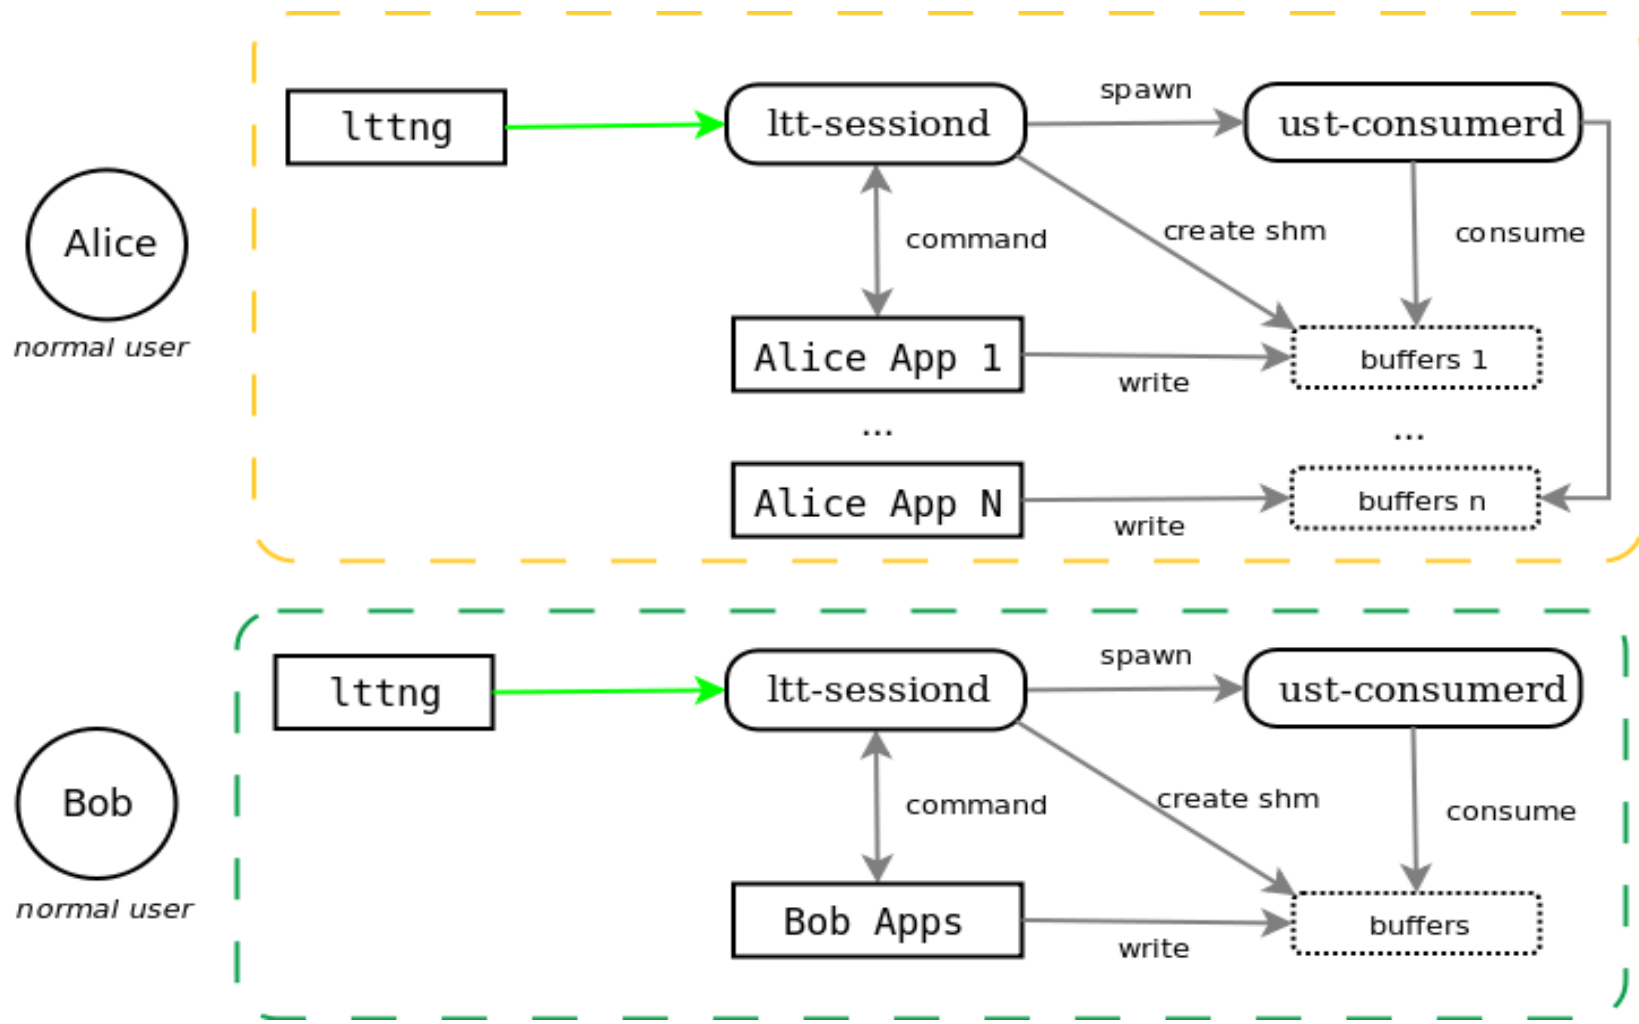 spawn
lttng
ltt-sessiond
ust-consumerd
Alice
command
create shm
consume
normal user
Alice App 1
buffers 1
write
...
...
Alice App N
buffers n
write
spawn
lttng
ltt-sessiond
ust-consumerd
Bob
command
create shm
consume
normal user
Bob Apps
buffers
write